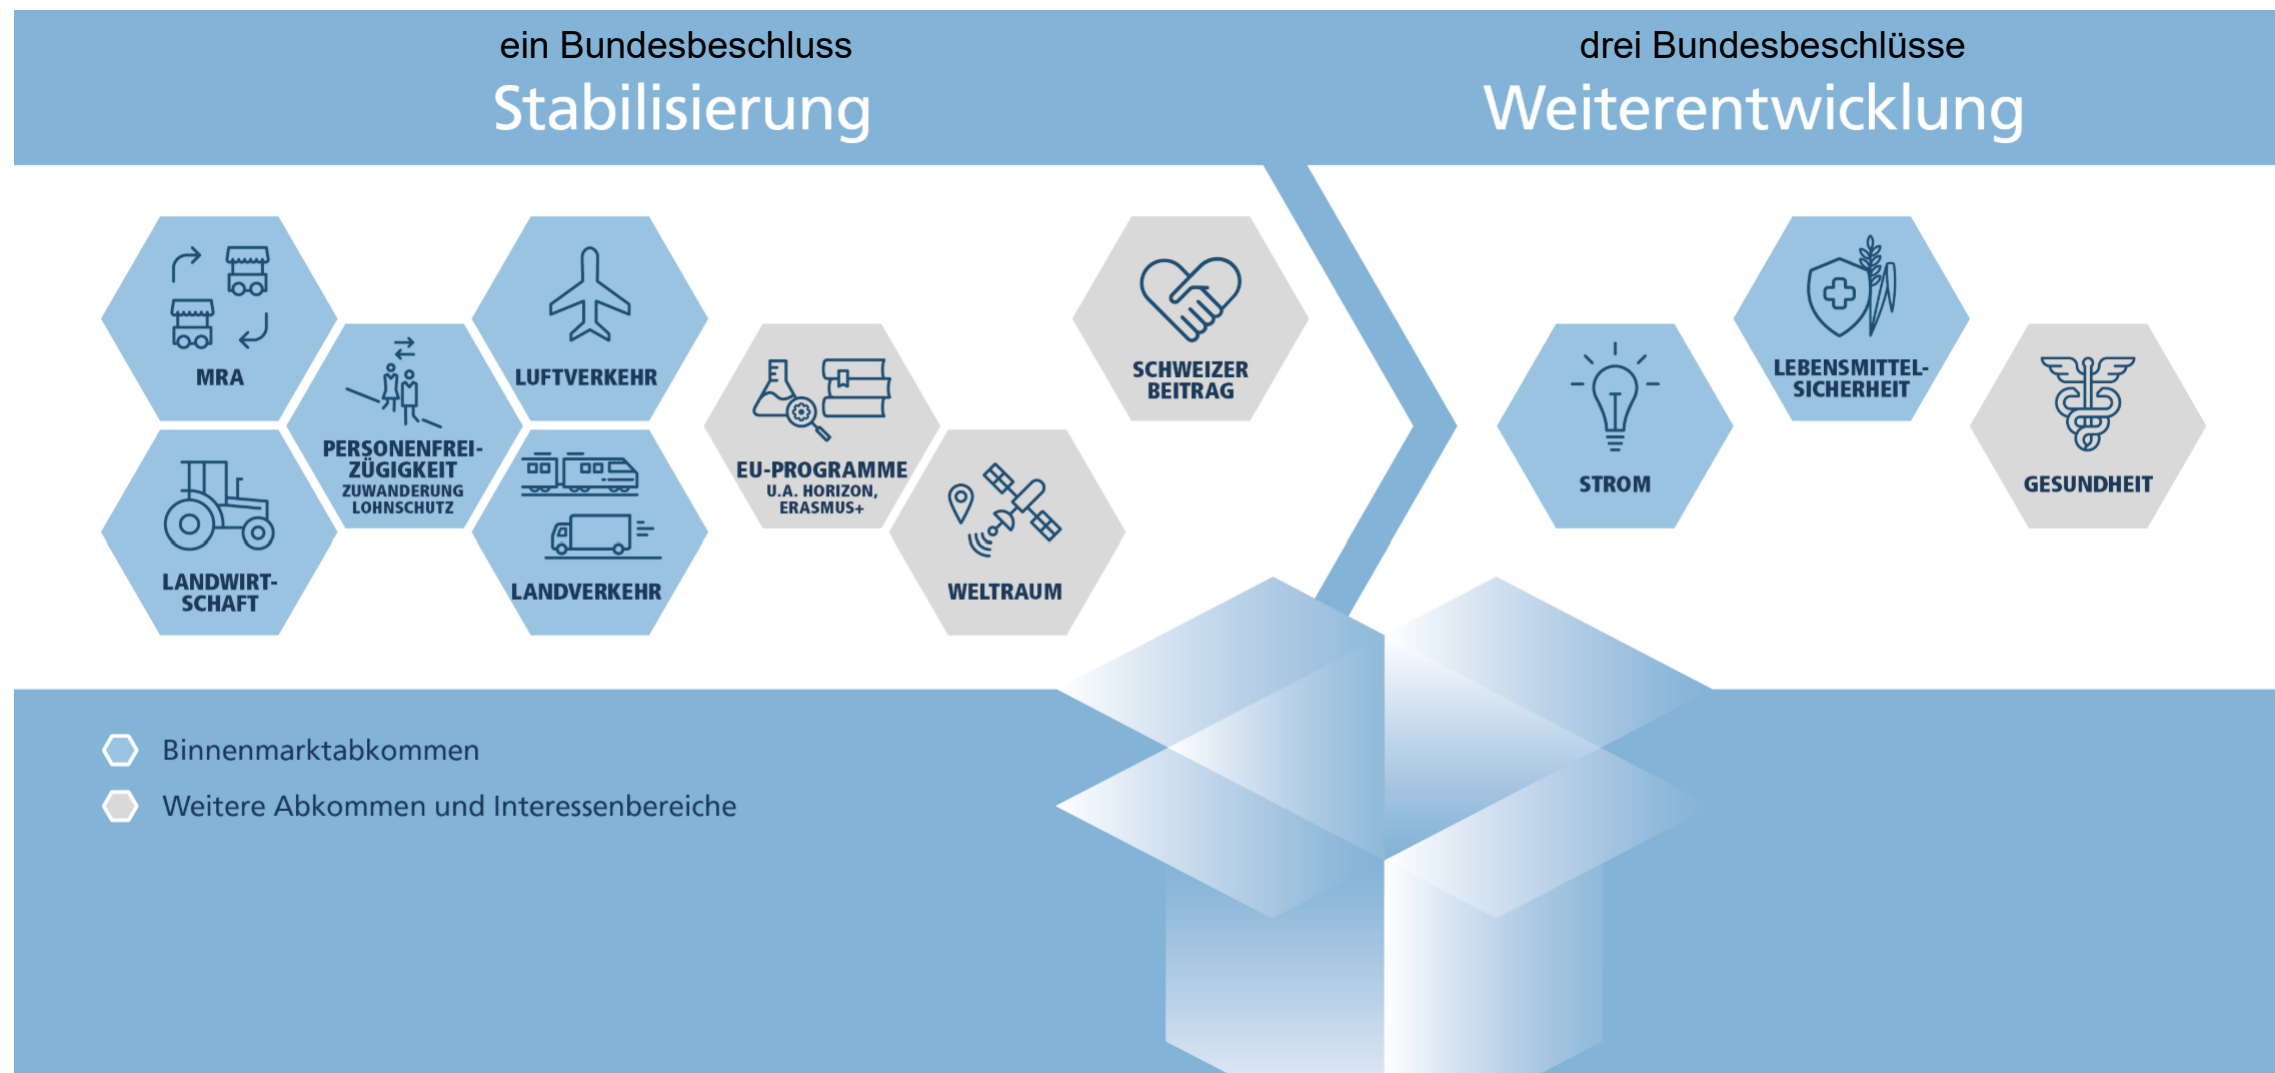 ein Bundesbeschluss
Stabilisierung
drei Bundesbeschlüsse
Weiterentwicklung
MRA
LUFTVERKEHR
PERSONENFREI-
ZÜGIGKEIT
ZUWANDERUNG
LOHNSCHUTZ
LANDWIRT-
SCHAFT
LANDVERKEHR
EU-PROGRAMME
U.A. HORIZON,
ERASMUS+
WELTRAUM
SCHWEIZER
BEITRAG
STROM
LEBENSMITTEL-
SICHERHEIT
GESUNDHEIT
Binnenmarktabkommen
Weitere Abkommen und Interessenbereiche